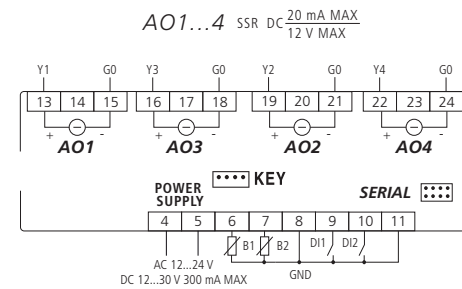 AO1...4 SSR DC 20 mA MAX
12 V MAX
Y1 G0 Y3 G0 Y2 G0 Y4 G0
13 14 15 16 17 18 19 20 21 22 23 24
+ - + - + - + -
AO1 AO3 AO2 AO4
POWER SUPPLY
KEY
SERIAL
4 5 6 7 8 9 10 11
B1 B2 DI1 DI2
AC 12...24 V
DC 12...30 V 300 mA MAX
GND